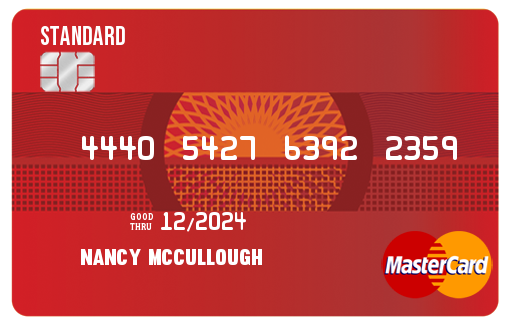 STANDARD
4440 5427 6392 2359
GOOD THRU 12/2024
NANCY MCCULLOUGH
MasterCard